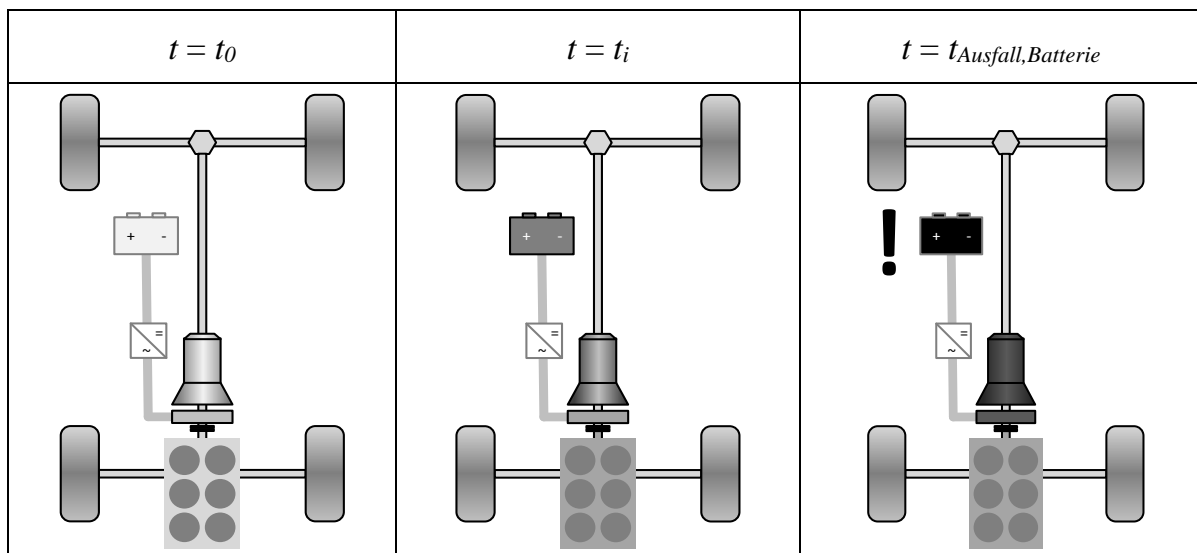 t = t0
t = ti
t = tAusfall,Batterie
+ -
+ -
! + -
=
~
=
~
=
~